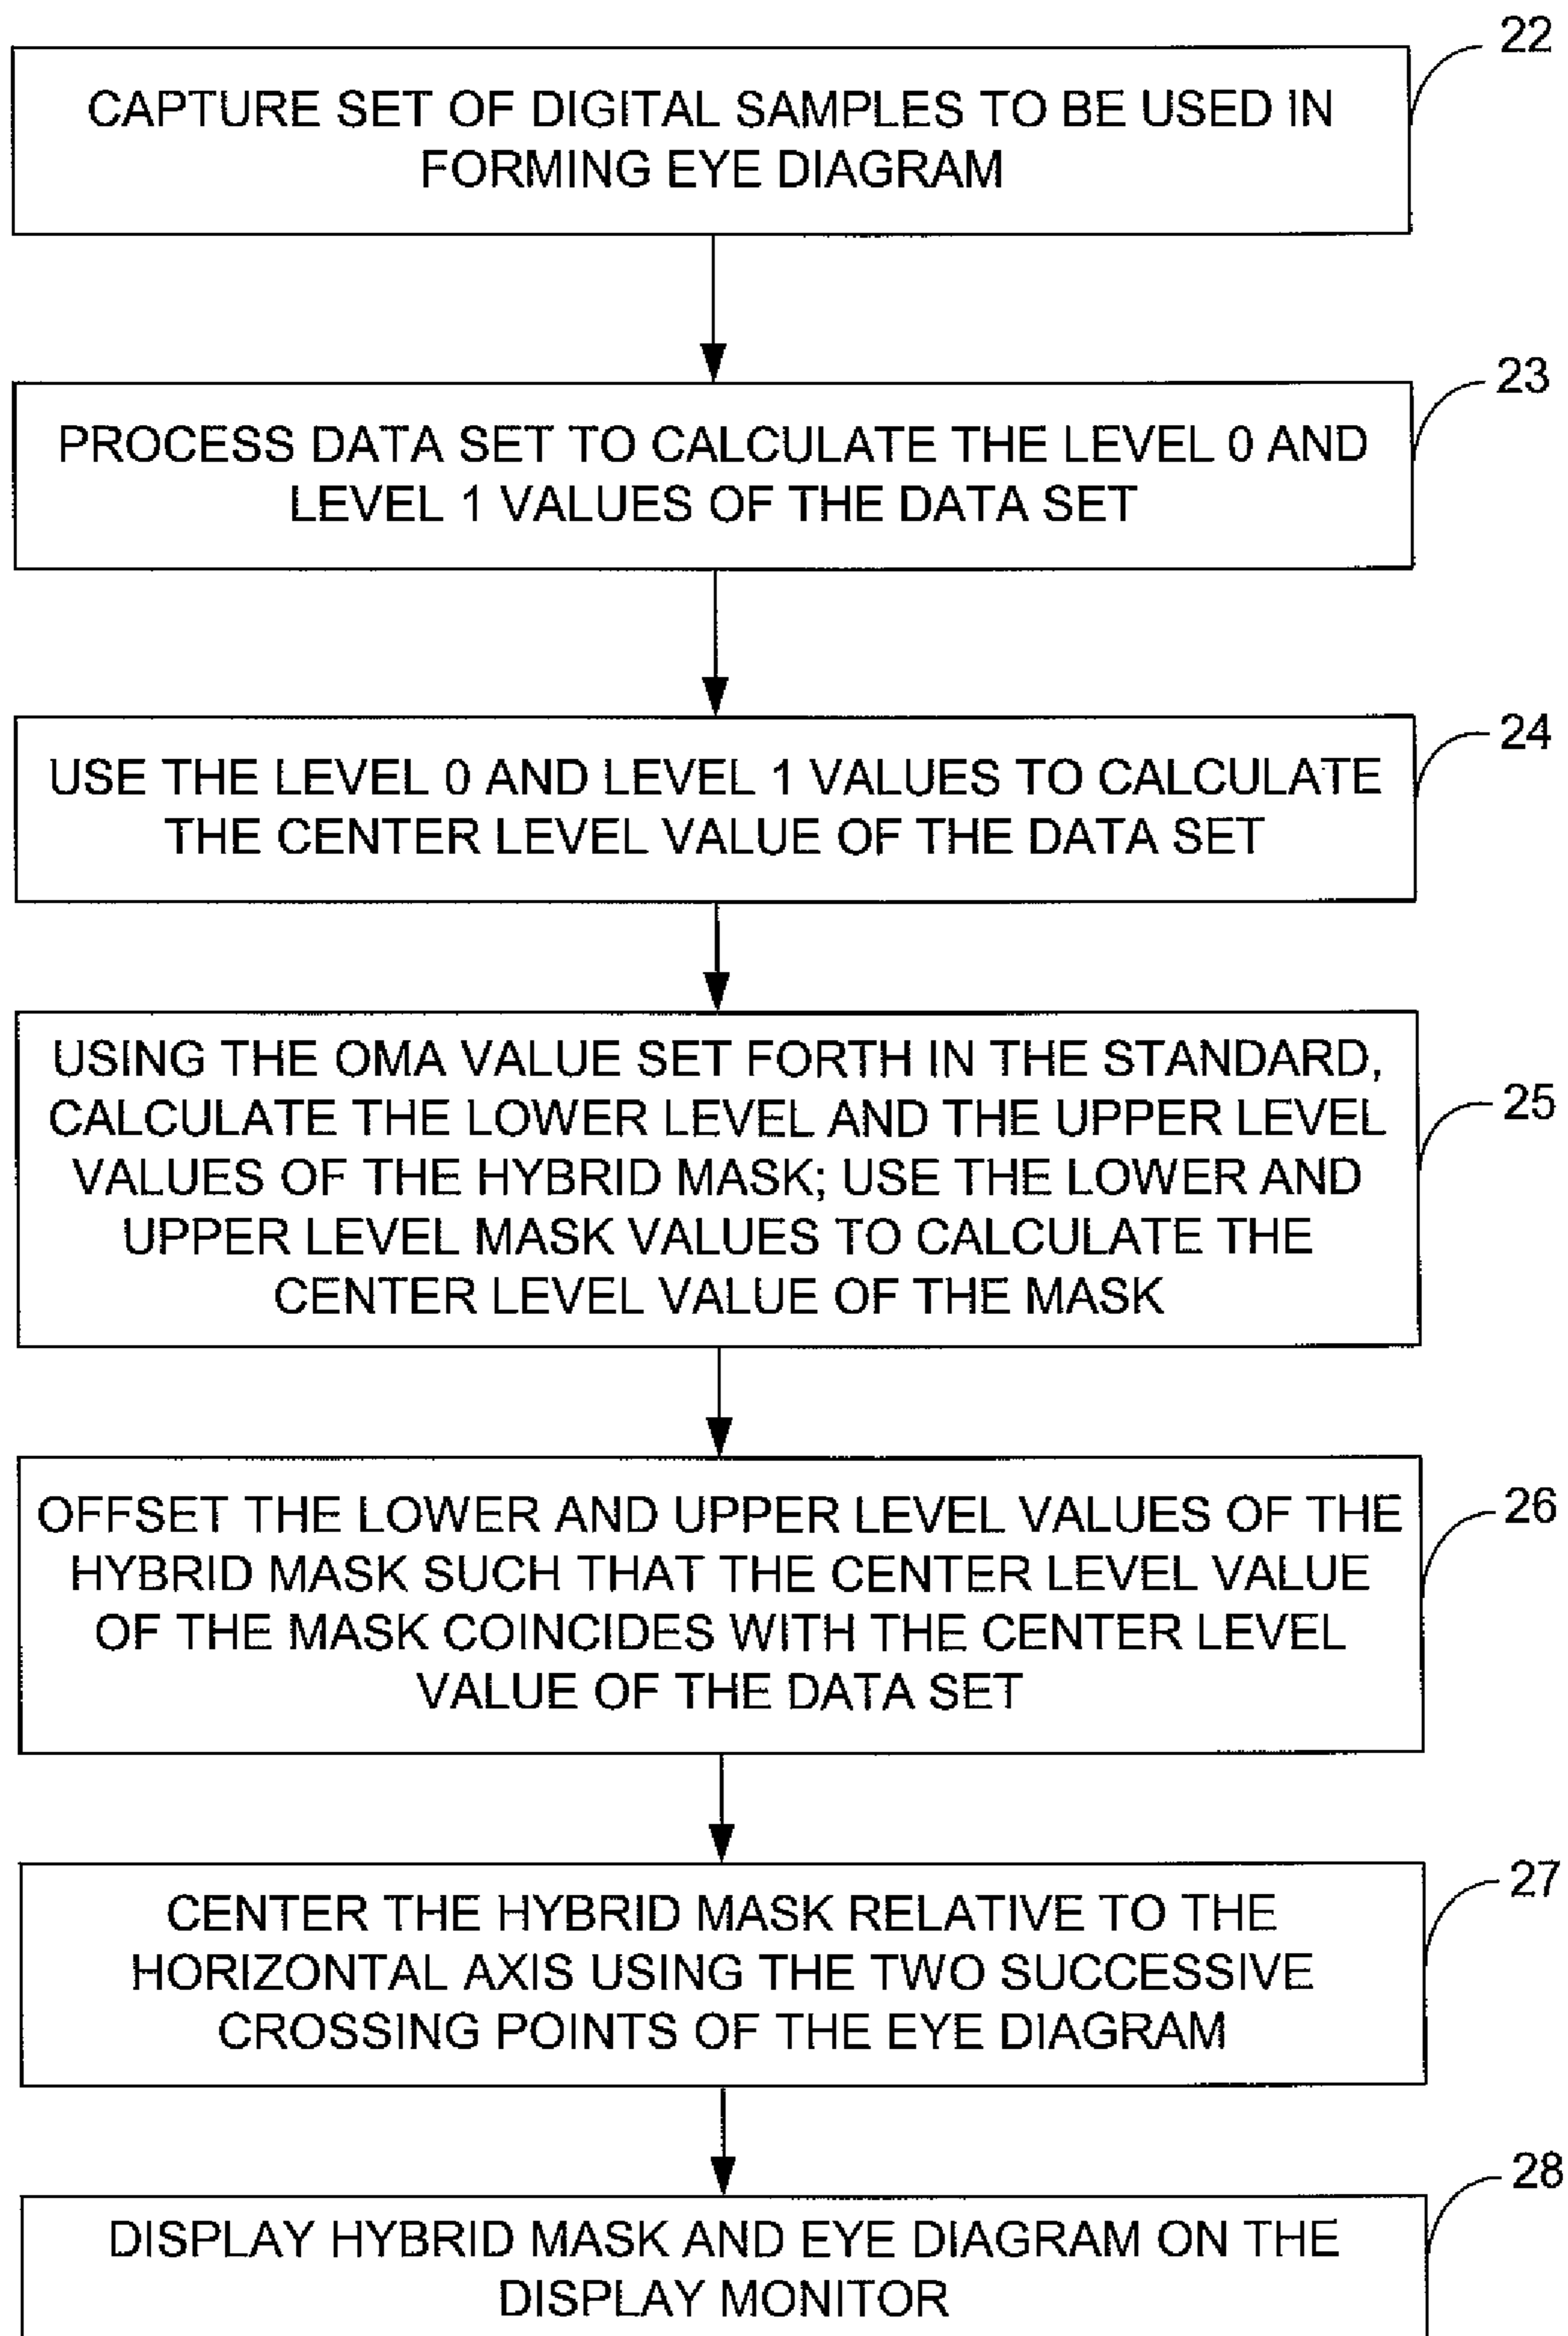 22
CAPTURE SET OF DIGITAL SAMPLES TO BE USED IN
FORMING EYE DIAGRAM
23
PROCESS DATA SET TO CALCULATE THE LEVEL 0 AND
LEVEL 1 VALUES OF THE DATA SET
24
USE THE LEVEL 0 AND LEVEL 1 VALUES TO CALCULATE
THE CENTER LEVEL VALUE OF THE DATA SET
25
USING THE OMA VALUE SET FORTH IN THE STANDARD,
CALCULATE THE LOWER LEVEL AND THE UPPER LEVEL
VALUES OF THE HYBRID MASK; USE THE LOWER AND
UPPER LEVEL MASK VALUES TO CALCULATE THE
CENTER LEVEL VALUE OF THE MASK
26
OFFSET THE LOWER AND UPPER LEVEL VALUES OF THE
HYBRID MASK SUCH THAT THE CENTER LEVEL VALUE
OF THE MASK COINCIDES WITH THE CENTER LEVEL
VALUE OF THE DATA SET
27
CENTER THE HYBRID MASK RELATIVE TO THE
HORIZONTAL AXIS USING THE TWO SUCCESSIVE
CROSSING POINTS OF THE EYE DIAGRAM
28
DISPLAY HYBRID MASK AND EYE DIAGRAM ON THE
DISPLAY MONITOR